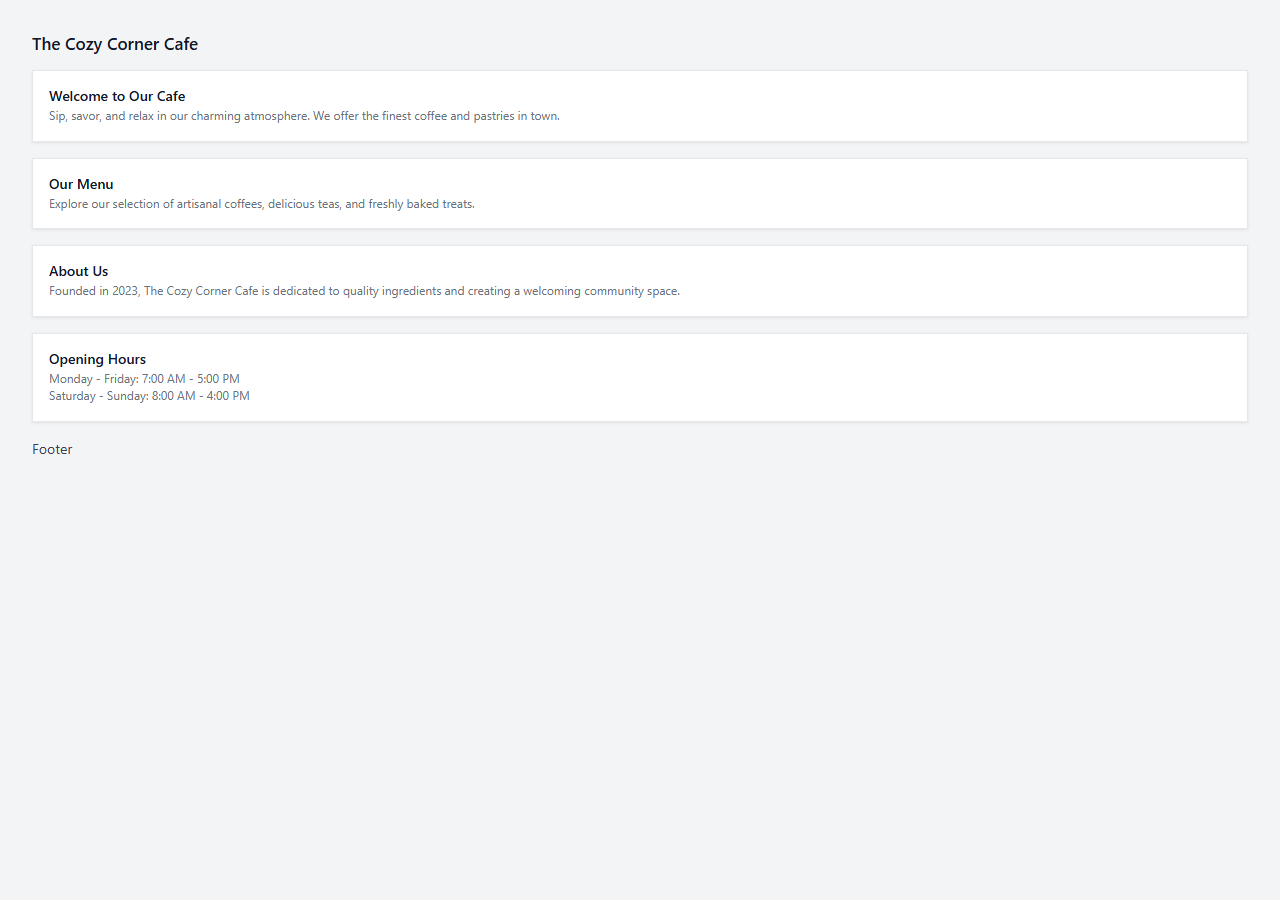 The Cozy Corner Cafe
Welcome to Our Cafe
Sip, savor, and relax in our charming atmosphere. We offer the finest coffee and pastries in town.
Our Menu
Explore our selection of artisanal coffees, delicious teas, and freshly baked treats.
About Us
Founded in 2023, The Cozy Corner Cafe is dedicated to quality ingredients and creating a welcoming community space.
Opening Hours
Monday - Friday: 7:00 AM - 5:00 PM
Saturday - Sunday: 8:00 AM - 4:00 PM
Footer